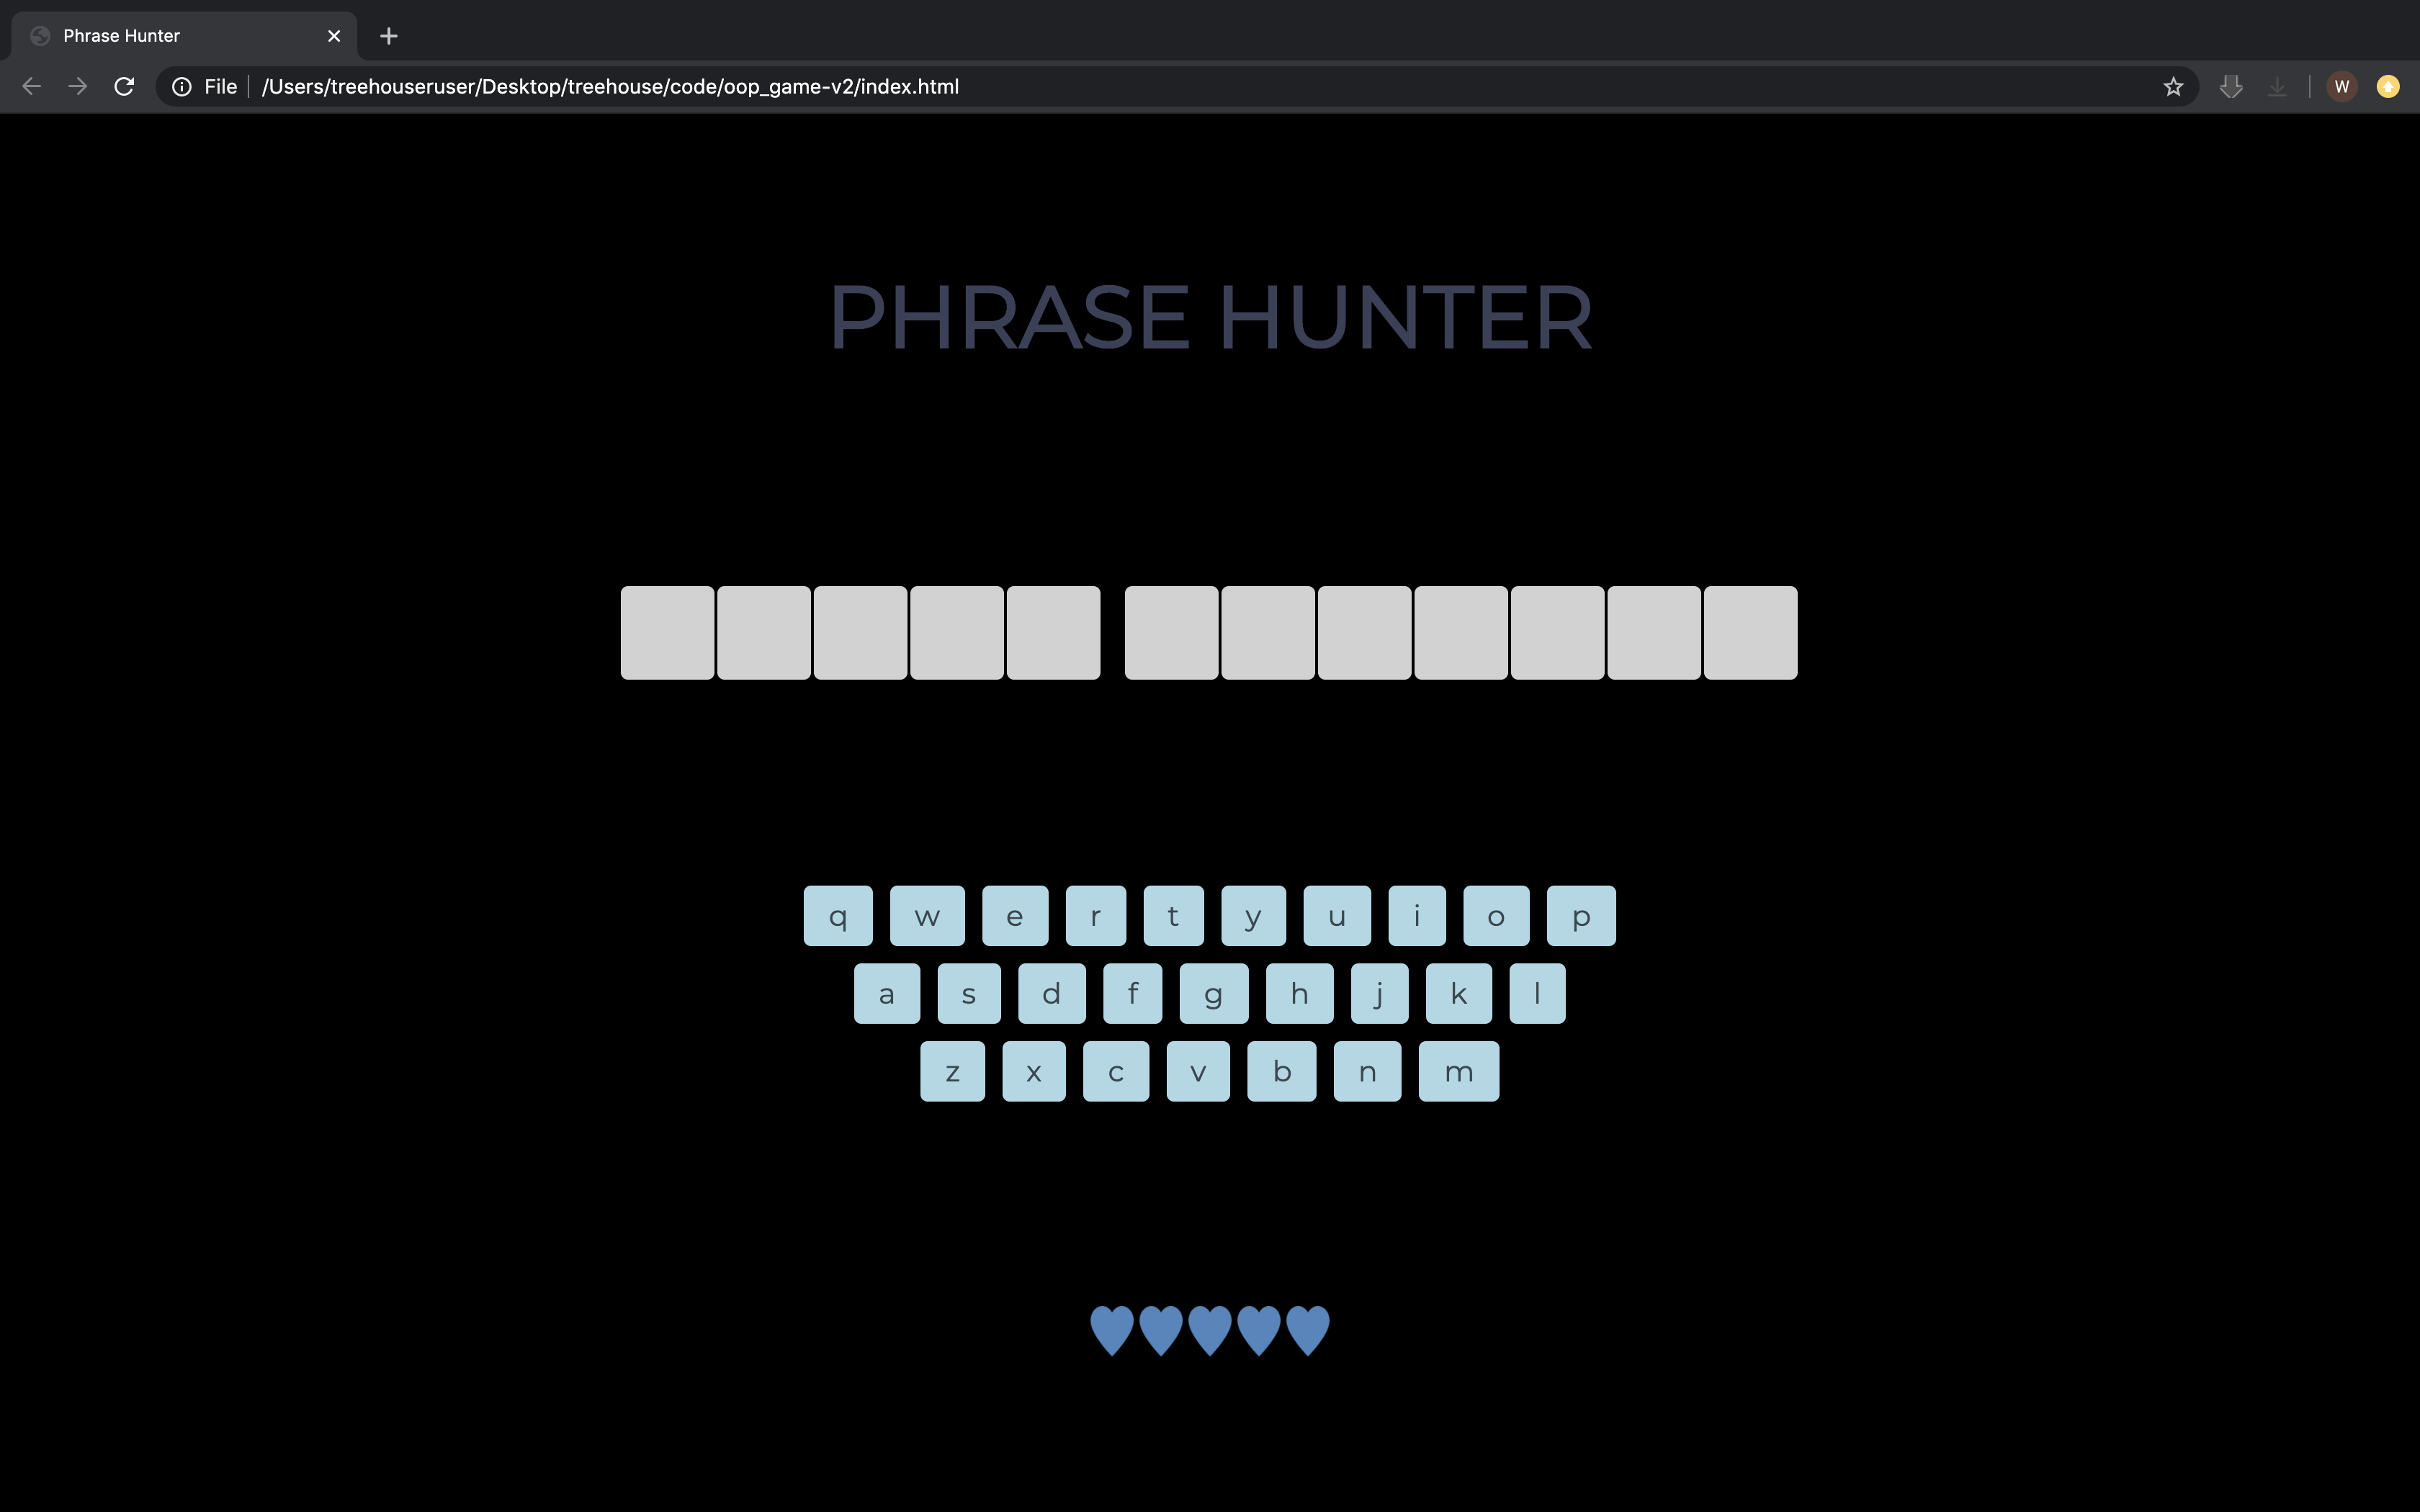 Phrase Hunter
File /Users/treehouseruser/Desktop/treehouse/code/oop_game-v2/index.html
W
PHRASE HUNTER
q w e r t y u i o p
a s d f g h j k l
z x c v b n m